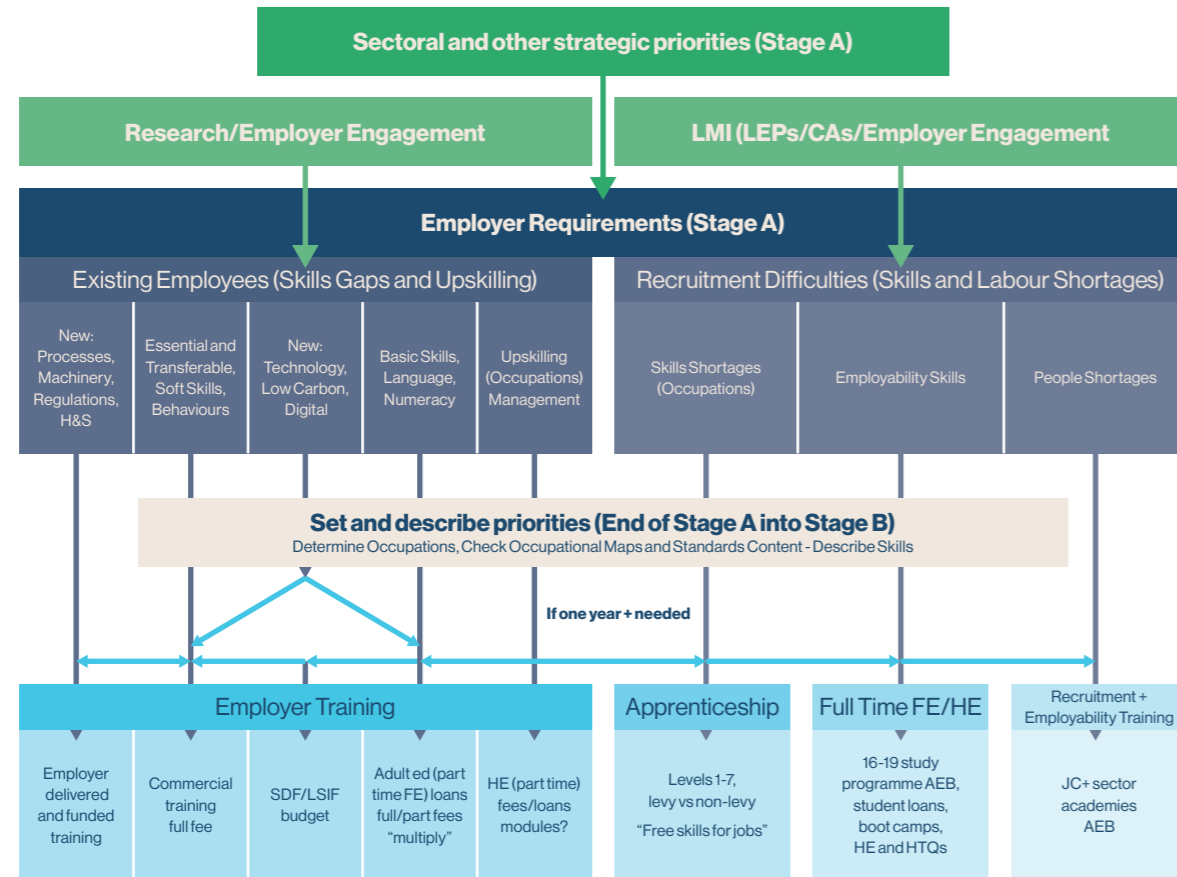 Sectoral and other strategic priorities (Stage A)
Research/Employer Engagement
LMI (LEPs/CAs/Employer Engagement
Employer Requirements (Stage A)
Existing Employees (Skills Gaps and Upskilling)
Recruitment Difficulties (Skills and Labour Shortages)
New:
Processes,
Machinery,
Regulations,
H&S
Essential and
Transferable,
Soft Skills,
Behaviours
New:
Technology,
Low Carbon,
Digital
Basic Skills,
Language,
Numeracy
Upskilling
(Occupations)
Management
Skills Shortages
(Occupations)
Employability Skills
People Shortages
Set and describe priorities (End of Stage A into Stage B)
Determine Occupations, Check Occupational Maps and Standards Content - Describe Skills
If one year + needed
Employer Training
Employer
delivered
and funded
training
Commercial
training
full fee
SDF/LSIF
budget
Adult ed (part
time FE) loans
full/part fees
"multiply"
HE (part time)
fees/loans
modules?
Apprenticeship
Levels 1-7,
levy vs non-levy
"Free skills for jobs"
Full Time FE/HE
16-19 study
programme AEB,
student loans,
boot camps,
HE and HTQs
Recruitment +
Employability Training
JC+ sector
academies
AEB